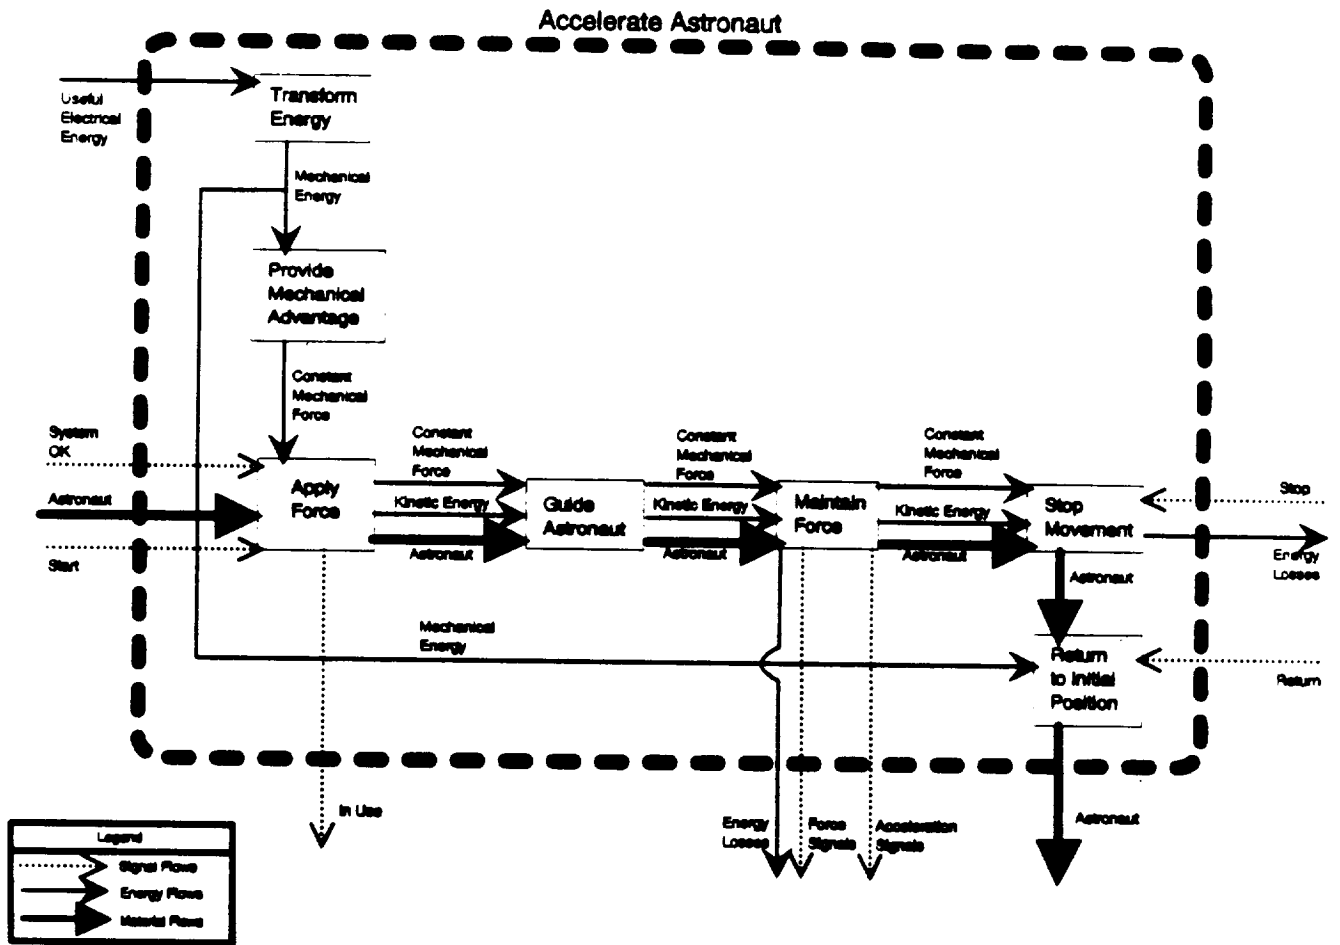 Accelerate Astronaut
Useful
Electrical
Energy
Transform
Energy
Mechanical
Energy
Provide
Mechanical
Advantage
Constant
Mechanical
Force
System
OK
Astronaut
Start
Apply
Force
Constant
Mechanical
Force
Kinetic Energy
Astronaut
Guide
Astronaut
Constant
Mechanical
Force
Kinetic Energy
Astronaut
Maintain
Force
Constant
Mechanical
Force
Kinetic Energy
Astronaut
Stop
Movement
Stop
Energy
Losses
Astronaut
Mechanical
Energy
Return
to Initial
Position
Return
In Use
Energy
Losses
Force
Signals
Acceleration
Signals
Astronaut
Legend
Signal Flows
Energy Flows
Material Flows